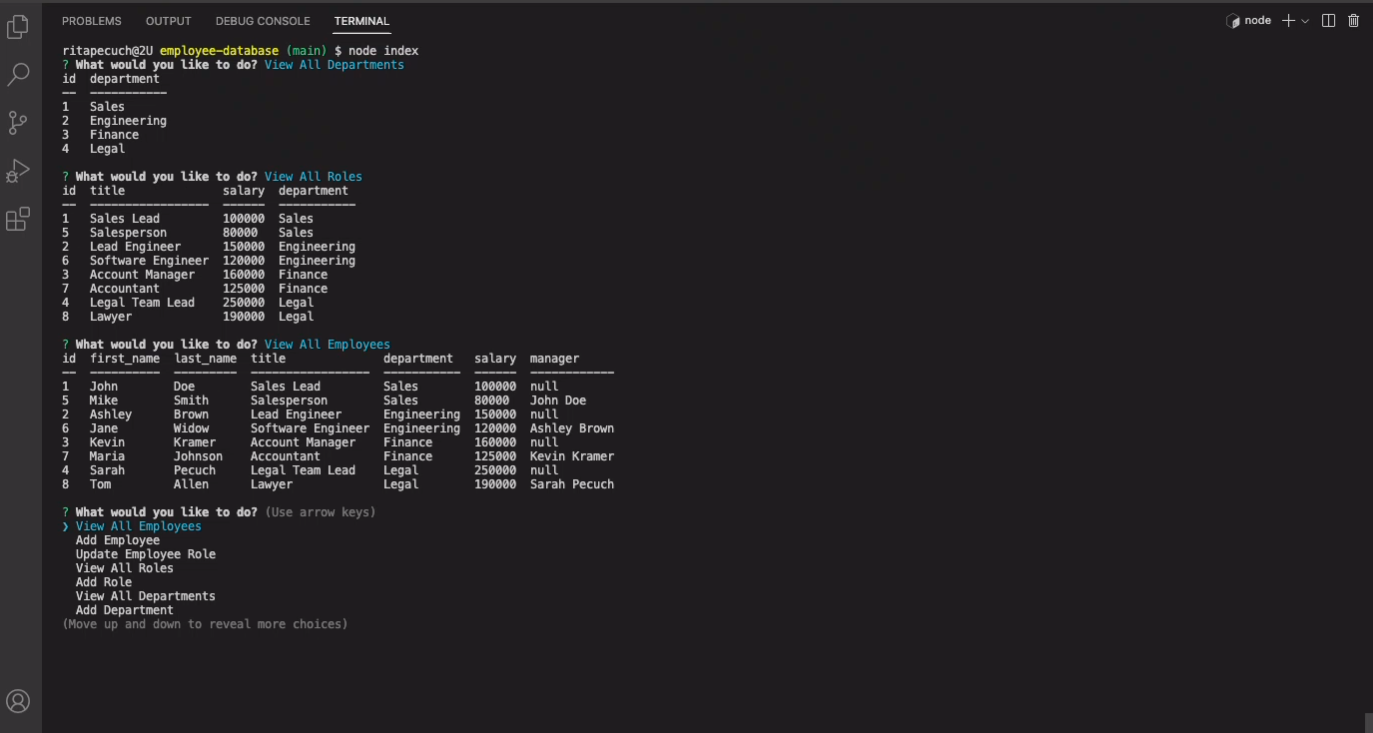 PROBLEMS OUTPUT DEBUG CONSOLE TERMINAL node
ritapecuch@2U employee-database (main) $ node index
? What would you like to do? View All Departments
id department
-- -----------
1 Sales
2 Engineering
3 Finance
4 Legal
? What would you like to do? View All Roles
id title salary department
-- ----------------- ------ -----------
1 Sales Lead 100000 Sales
5 Salesperson 80000 Sales
2 Lead Engineer 150000 Engineering
6 Software Engineer 120000 Engineering
3 Account Manager 160000 Finance
7 Accountant 125000 Finance
4 Legal Team Lead 250000 Legal
8 Lawyer 190000 Legal
? What would you like to do? View All Employees
id first_name last_name title department salary manager
-- ---------- --------- ----------------- ----------- ------ ------------
1 John Doe Sales Lead Sales 100000 null
5 Mike Smith Salesperson Sales 80000 John Doe
2 Ashley Brown Lead Engineer Engineering 150000 null
6 Jane Widow Software Engineer Engineering 120000 Ashley Brown
3 Kevin Kramer Account Manager Finance 160000 null
7 Maria Johnson Accountant Finance 125000 Kevin Kramer
4 Sarah Pecuch Legal Team Lead Legal 250000 null
8 Tom Allen Lawyer Legal 190000 Sarah Pecuch
? What would you like to do? (Use arrow keys)
❯ View All Employees
Add Employee
Update Employee Role
View All Roles
Add Role
View All Departments
Add Department
(Move up and down to reveal more choices)